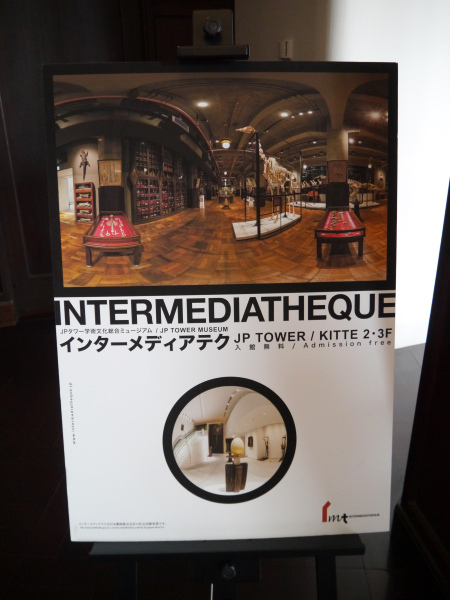 INTERMEDIATHEQUE
JPタワー学術文化総合ミュージアム / JP TOWER MUSEUM
インターメディアテク
JP TOWER / KITTE 2・3F
入館無料 / Admission free
imt INTERMEDIATHEQUE